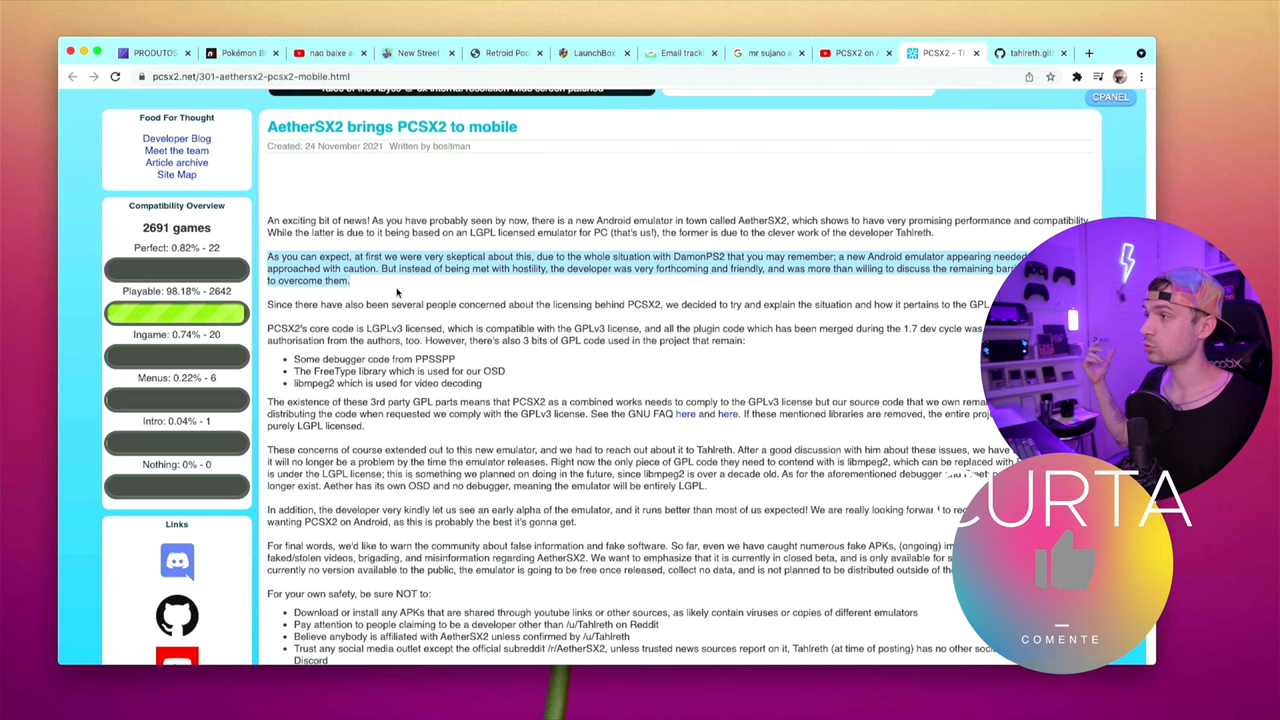 PRODUTOS
Pokémon B
nao baixe a
New Street
Retroid Poc
LaunchBox
Email tracki
mr sujano a
PCSX2 on A
PCSX2 - Th
tahlreth.git
pcsx2.net/301-aethersx2-pcsx2-mobile.html
CPANEL
Food For Thought
Developer Blog
Meet the team
Article archive
Site Map
Compatibility Overview
2691 games
Perfect: 0.82% - 22
Playable: 98.18% - 2642
Ingame: 0.74% - 20
Menus: 0.22% - 6
Intro: 0.04% - 1
Nothing: 0% - 0
Links
AetherSX2 brings PCSX2 to mobile
Created: 24 November 2021 Written by bositman
An exciting bit of news! As you have probably seen by now, there is a new Android emulator in town called AetherSX2, which shows to have very promising performance and compatibility.
While the latter is due to it being based on an LGPL licensed emulator for PC (that's us!), the former is due to the clever work of the developer Tahlreth.
As you can expect, at first we were very skeptical about this, due to the whole situation with DamonPS2 that you may remember; a new Android emulator appearing needed
approached with caution. But instead of being met with hostility, the developer was very forthcoming and friendly, and was more than willing to discuss the remaining bar
to overcome them.
Since there have also been several people concerned about the licensing behind PCSX2, we decided to try and explain the situation and how it pertains to the GPL
PCSX2's core code is LGPLv3 licensed, which is compatible with the GPLv3 license, and all the plugin code which has been merged during the 1.7 dev cycle was
authorisation from the authors, too. However, there's also 3 bits of GPL code used in the project that remain:
• Some debugger code from PPSSPP
• The FreeType library which is used for our OSD
• libmpeg2 which is used for video decoding
The existence of these 3rd party GPL parts means that PCSX2 as a combined works needs to comply to the GPLv3 license but our source code that we own rema
distributing the code when requested we comply with the GPLv3 license. See the GNU FAQ here and here. If these mentioned libraries are removed, the entire proj
purely LGPL licensed.
These concerns of course extended out to this new emulator, and we had to reach out about it to Tahlreth. After a good discussion with him about these issues, we have
it will no longer be a problem by the time the emulator releases. Right now the only piece of GPL code they need to contend with is libmpeg2, which can be replaced with
is under the LGPL license; this is something we planned on doing in the future, since libmpeg2 is over a decade old. As for the aforementioned debugger and
longer exist. Aether has its own OSD and no debugger, meaning the emulator will be entirely LGPL.
In addition, the developer very kindly let us see an early alpha of the emulator, and it runs better than most of us expected! We are really looking forward to
wanting PCSX2 on Android, as this is probably the best it's gonna get.
For final words, we'd like to warn the community about false information and fake software. So far, even we have caught numerous fake APKs, (ongoing) im
faked/stolen videos, brigading, and misinformation regarding AetherSX2. We want to emphasize that it is currently in closed beta, and is only available for s
currently no version available to the public, the emulator is going to be free once released, collect no data, and is not planned to be distributed outside of the
For your own safety, be sure NOT to:
• Download or install any APKs that are shared through youtube links or other sources, as likely contain viruses or copies of different emulators
• Pay attention to people claiming to be a developer other than /u/Tahlreth on Reddit
• Believe anybody is affiliated with AetherSX2 unless confirmed by /u/Tahlreth
• Trust any social media outlet except the official subreddit /r/AetherSX2, unless trusted news sources report on it, Tahlreth (at time of posting) has no other soci
Discord
CURTA
COMENTE